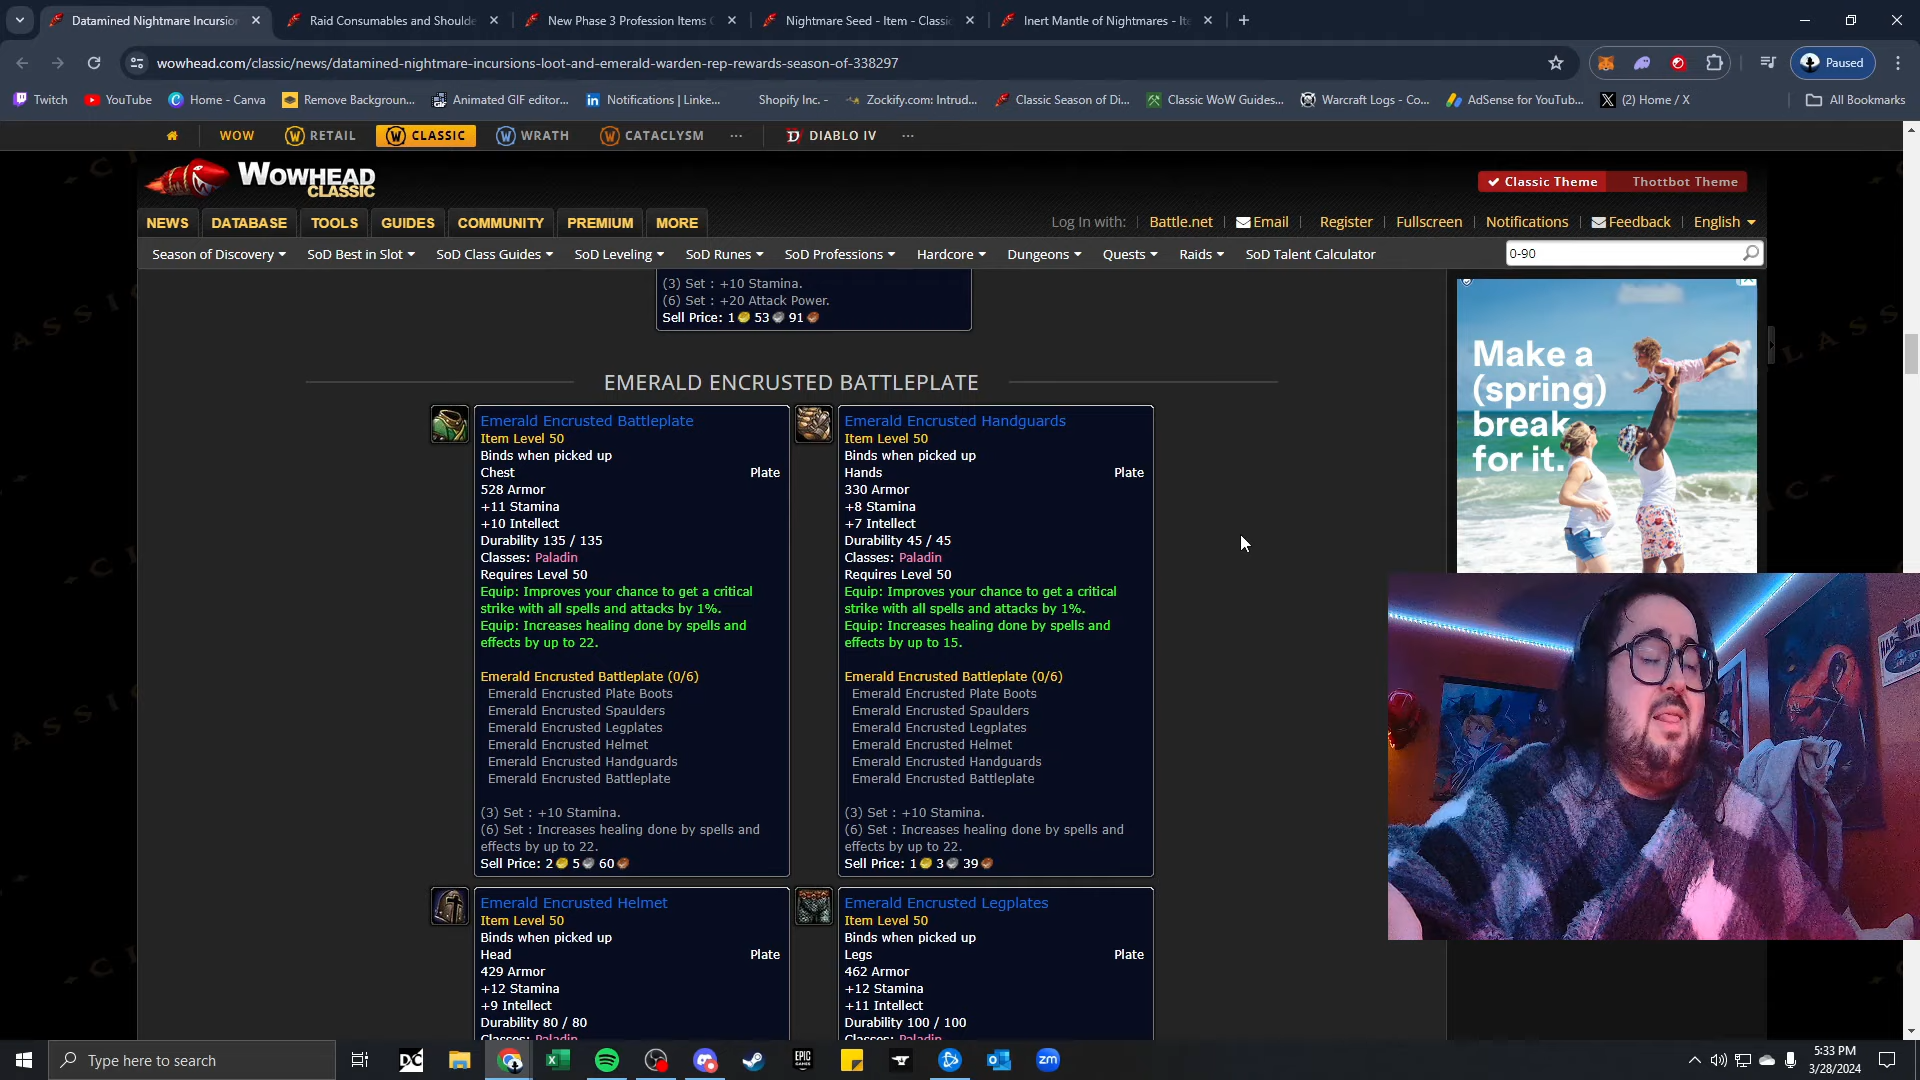 Datamined Nightmare Incursion
Raid Consumables and Shoulde
New Phase 3 Profession Items
Nightmare Seed - Item - Classic
Inert Mantle of Nightmares - Ite
wowhead.com/classic/news/datamined-nightmare-incursions-loot-and-emerald-warden-rep-rewards-season-of-338297
Paused
Twitch
YouTube
Home - Canva
Remove Backgroun...
Animated GIF editor...
Notifications | Linke...
Shopify Inc. -
Zockify.com: Intrud...
Classic Season of Di...
Classic WoW Guides...
Warcraft Logs - Co...
AdSense for YouTub...
(2) Home / X
All Bookmarks
WOW
RETAIL
CLASSIC
WRATH
CATACLYSM
DIABLO IV
WOWHEAD
CLASSIC
Classic Theme
Thottbot Theme
NEWS
DATABASE
TOOLS
GUIDES
COMMUNITY
PREMIUM
MORE
Log In with:
Battle.net
Email
Register
Fullscreen
Notifications
Feedback
English
Season of Discovery
SoD Best in Slot
SoD Class Guides
SoD Leveling
SoD Runes
SoD Professions
Hardcore
Dungeons
Quests
Raids
SoD Talent Calculator
0-90
(3) Set : +10 Stamina.
(6) Set : +20 Attack Power.
Sell Price: 1 53 91
EMERALD ENCRUSTED BATTLEPLATE
Emerald Encrusted Battleplate
Item Level 50
Binds when picked up
Chest Plate
528 Armor
+11 Stamina
+10 Intellect
Durability 135 / 135
Classes: Paladin
Requires Level 50
Equip: Improves your chance to get a critical
strike with all spells and attacks by 1%.
Equip: Increases healing done by spells and
effects by up to 22.
Emerald Encrusted Battleplate (0/6)
Emerald Encrusted Plate Boots
Emerald Encrusted Spaulders
Emerald Encrusted Legplates
Emerald Encrusted Helmet
Emerald Encrusted Handguards
Emerald Encrusted Battleplate
(3) Set : +10 Stamina.
(6) Set : Increases healing done by spells and
effects by up to 22.
Sell Price: 2 5 60
Emerald Encrusted Handguards
Item Level 50
Binds when picked up
Hands Plate
330 Armor
+8 Stamina
+7 Intellect
Durability 45 / 45
Classes: Paladin
Requires Level 50
Equip: Improves your chance to get a critical
strike with all spells and attacks by 1%.
Equip: Increases healing done by spells and
effects by up to 15.
Emerald Encrusted Battleplate (0/6)
Emerald Encrusted Plate Boots
Emerald Encrusted Spaulders
Emerald Encrusted Legplates
Emerald Encrusted Helmet
Emerald Encrusted Handguards
Emerald Encrusted Battleplate
(3) Set : +10 Stamina.
(6) Set : Increases healing done by spells and
effects by up to 22.
Sell Price: 1 3 39
Emerald Encrusted Helmet
Item Level 50
Binds when picked up
Head Plate
429 Armor
+12 Stamina
+9 Intellect
Durability 80 / 80
Classes: Paladin
Emerald Encrusted Legplates
Item Level 50
Binds when picked up
Legs Plate
462 Armor
+12 Stamina
+11 Intellect
Durability 100 / 100
Classes: Paladin
Make a
(spring)
break
for it.
Type here to search
DC
EPIC
GAMES
zm
5:33 PM
3/28/2024